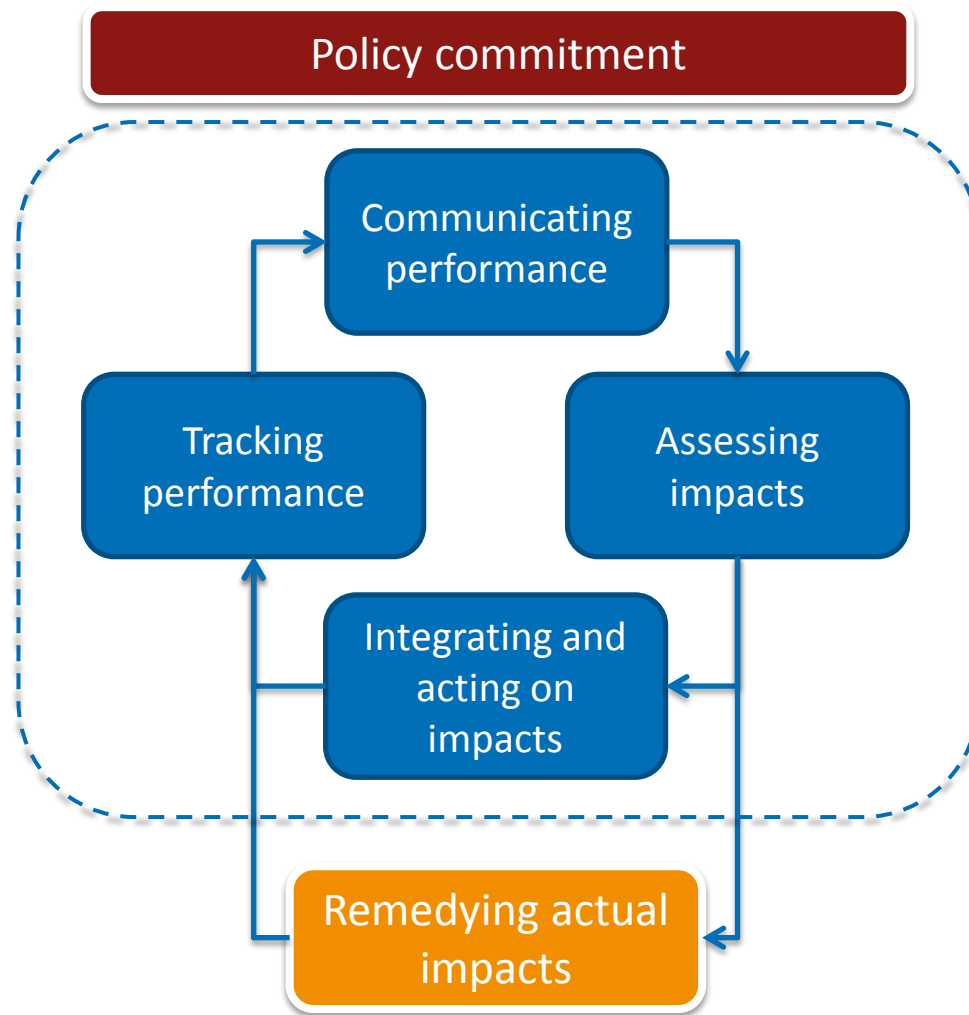 Policy commitment
Communicating
performance
Tracking
performance
Assessing
impacts
Integrating and
acting on
impacts
Remedying actual
impacts